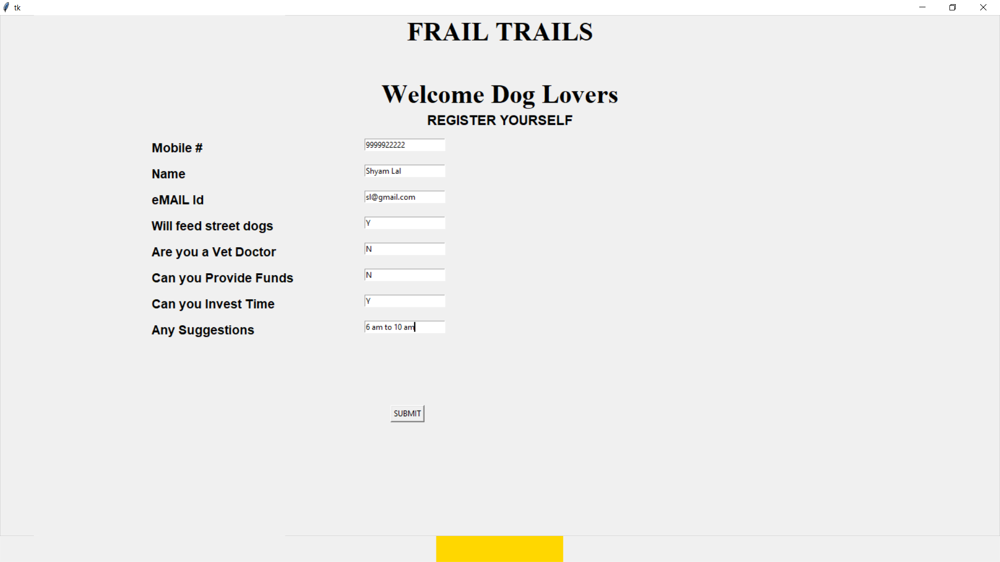 tk
FRAIL TRAILS
Welcome Dog Lovers
REGISTER YOURSELF
Mobile # 9999922222
Name Shyam Lal
eMAIL Id sl@gmail.com
Will feed street dogs Y
Are you a Vet Doctor N
Can you Provide Funds N
Can you Invest Time Y
Any Suggestions 6 am to 10 am
SUBMIT